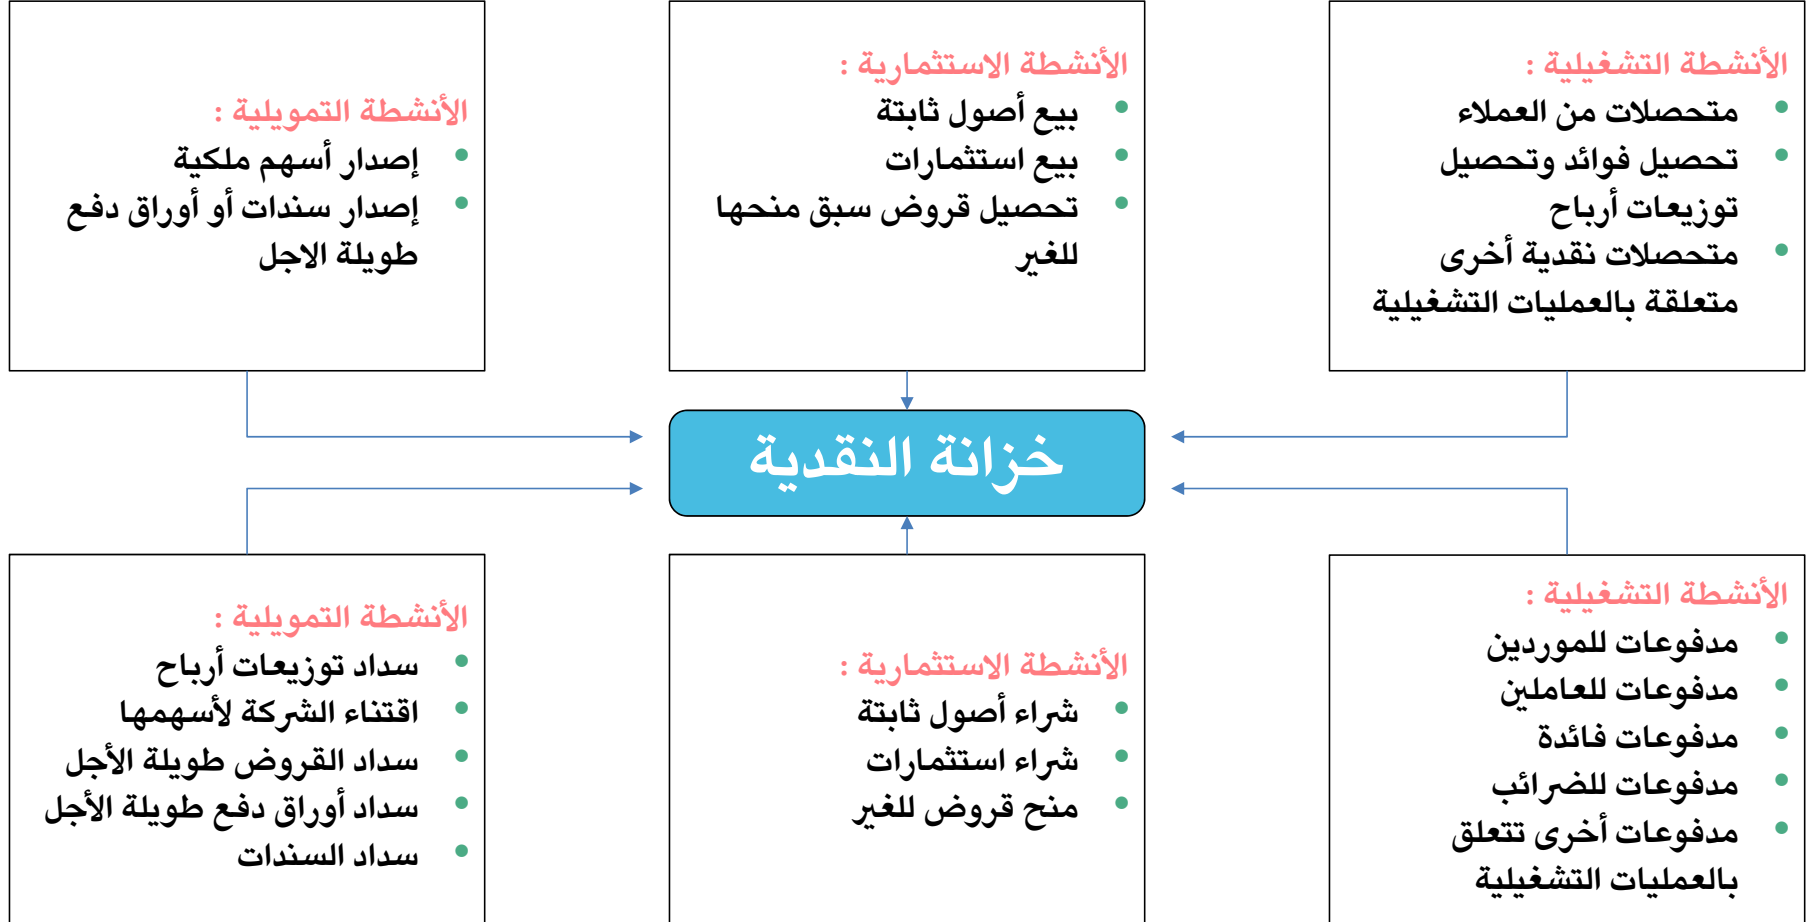 الأنشطة التشغيلية :
متحصلات من العملاء
تحصيل فوائد وتحصيل
توزيعات أرباح
متحصلات نقدية أخرى
متعلقة بالعمليات التشغيلية
الأنشطة الاستثمارية :
بيع أصول ثابتة
بيع استثمارات
تحصيل قروض سبق منحها
للغير
الأنشطة التمويلية :
إصدار أسهم ملكية
إصدار سندات أو أوراق دفع
طويلة الاجل
خزانة النقدية
الأنشطة التشغيلية :
مدفوعات للموردين
مدفوعات للعاملين
مدفوعات فائدة
مدفوعات للضرائب
مدفوعات أخرى تتعلق
بالعمليات التشغيلية
الأنشطة الاستثمارية :
شراء أصول ثابتة
شراء استثمارات
منح قروض للغير
الأنشطة التمويلية :
سداد توزيعات أرباح
اقتناء الشركة لأسهمها
سداد القروض طويلة الأجل
سداد أوراق دفع طويلة الأجل
سداد السندات